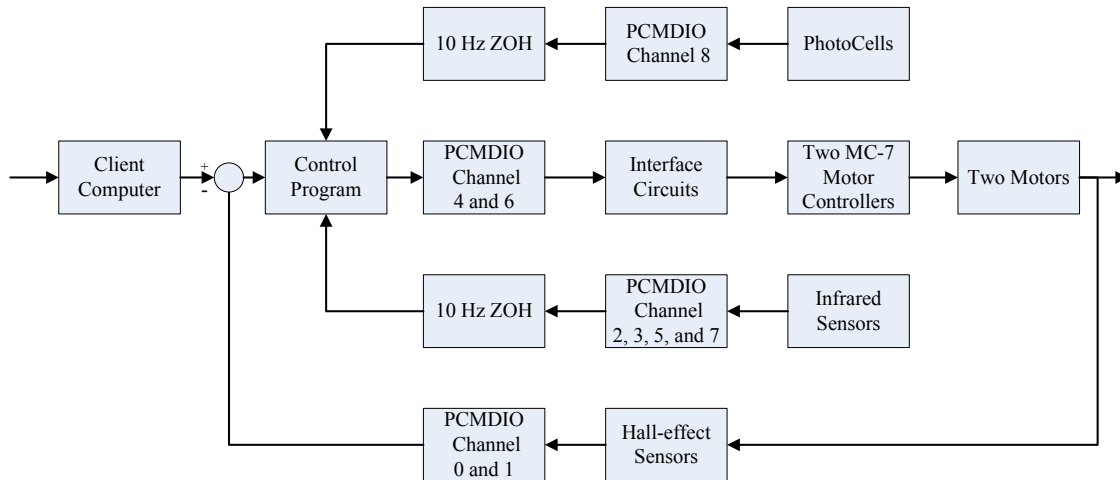 10 Hz ZOH
PCMDIO
Channel 8
PhotoCells
Client
Computer
+
-
Control
Program
PCMDIO
Channel
4 and 6
Interface
Circuits
Two MC-7
Motor
Controllers
Two Motors
10 Hz ZOH
PCMDIO
Channel
2, 3, 5, and 7
Infrared
Sensors
PCMDIO
Channel
0 and 1
Hall-effect
Sensors